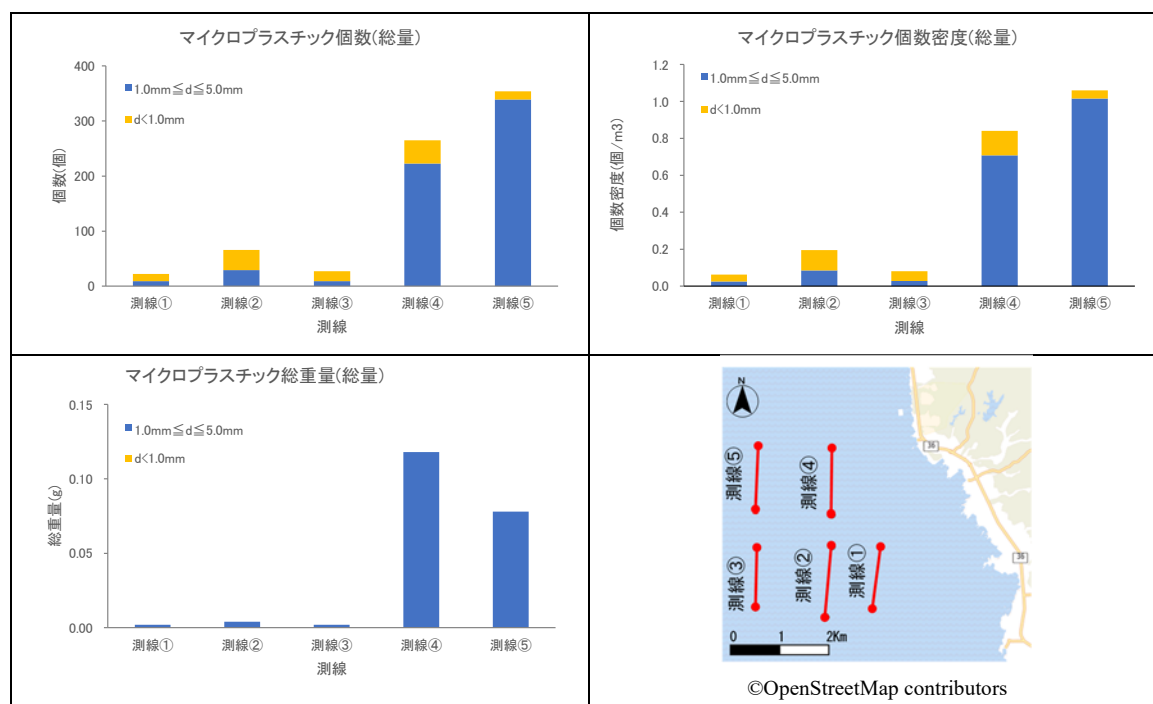 マイクロプラスチック個数(総量)
400
300
200
100
0
個数(個)
1.0mm≦d≦5.0mm
d<1.0mm
測線① 測線② 測線③ 測線④ 測線⑤
測線
マイクロプラスチック個数密度(総量)
1.2
1.0
0.8
0.6
0.4
0.2
0.0
個数密度(個/m3)
1.0mm≦d≦5.0mm
d<1.0mm
測線① 測線② 測線③ 測線④ 測線⑤
測線
マイクロプラスチック総重量(総量)
0.15
0.10
0.05
0.00
総重量(g)
1.0mm≦d≦5.0mm
d<1.0mm
測線① 測線② 測線③ 測線④ 測線⑤
測線
N
36
測線⑤
測線④
測線③
測線②
測線①
36
0 1 2Km
©OpenStreetMap contributors